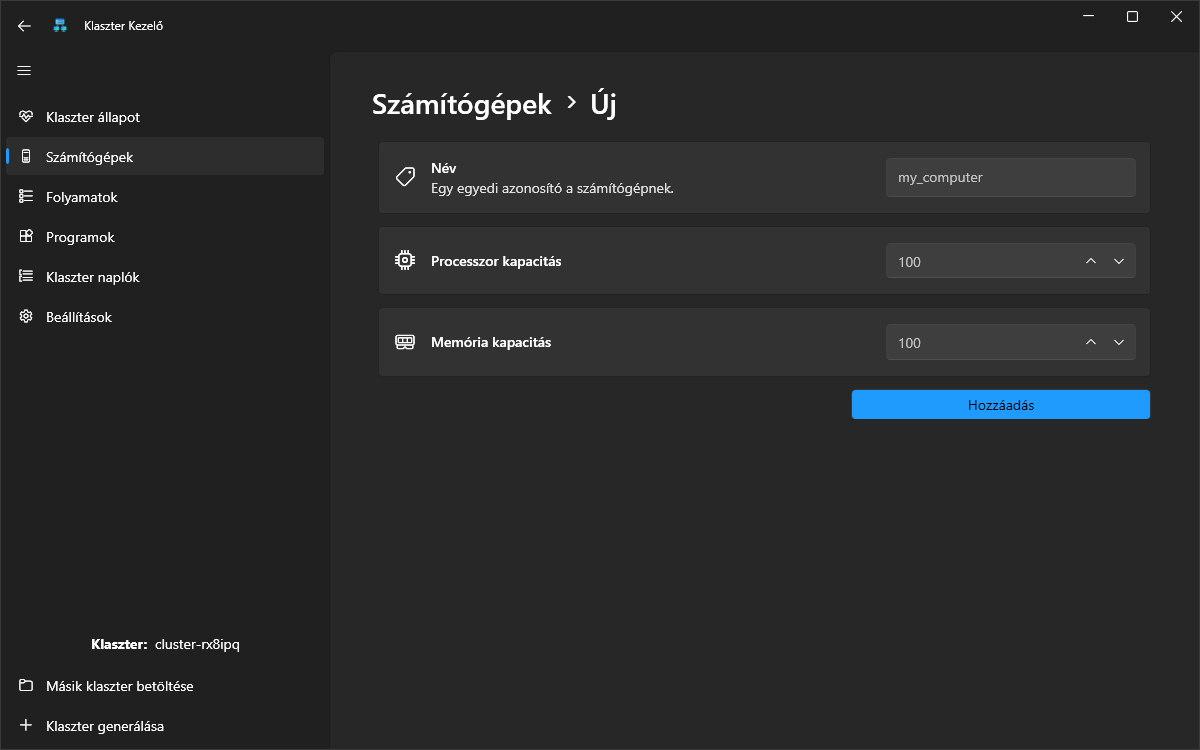 Klaszter Kezelő
Klaszter állapot
Számítógépek
Folyamatok
Programok
Klaszter naplók
Beállítások
Klaszter: cluster-rx8ipq
Másik klaszter betöltése
Klaszter generálása
Számítógépek > Új
Név
Egy egyedi azonosító a számítógépnek.
my_computer
Processzor kapacitás
100
Memória kapacitás
100
Hozzáadás